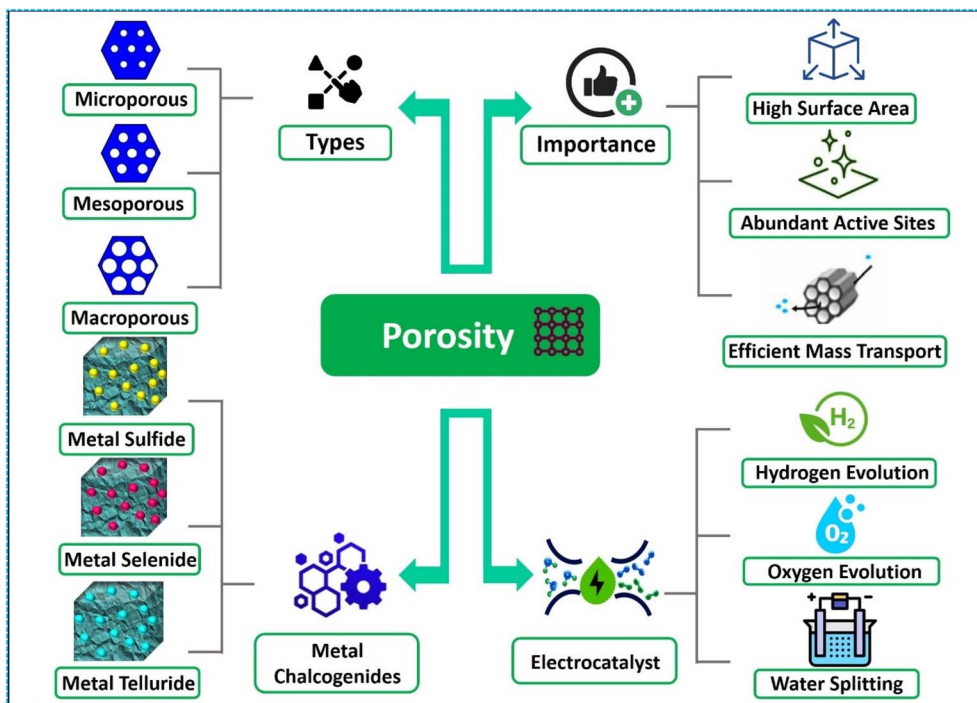 Microporous
Mesoporous
Macroporous
Types
Importance
High Surface Area
Abundant Active Sites
Efficient Mass Transport
Porosity
Metal Sulfide
Metal Selenide
Metal Telluride
Metal
Chalcogenides
Electrocatalyst
H2
Hydrogen Evolution
O2
Oxygen Evolution
+ -
Water Splitting